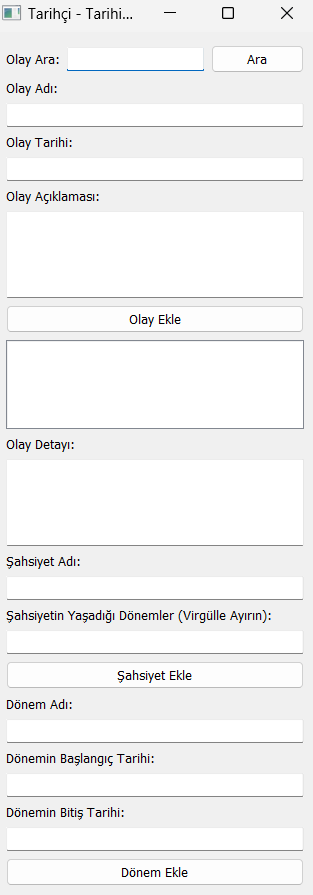 Tarihçi - Tarihi...
Olay Ara:
Ara
Olay Adı:
Olay Tarihi:
Olay Açıklaması:
Olay Ekle
Olay Detayı:
Şahsiyet Adı:
Şahsiyetin Yaşadığı Dönemler (Virgülle Ayırın):
Şahsiyet Ekle
Dönem Adı:
Dönemin Başlangıç Tarihi:
Dönemin Bitiş Tarihi:
Dönem Ekle